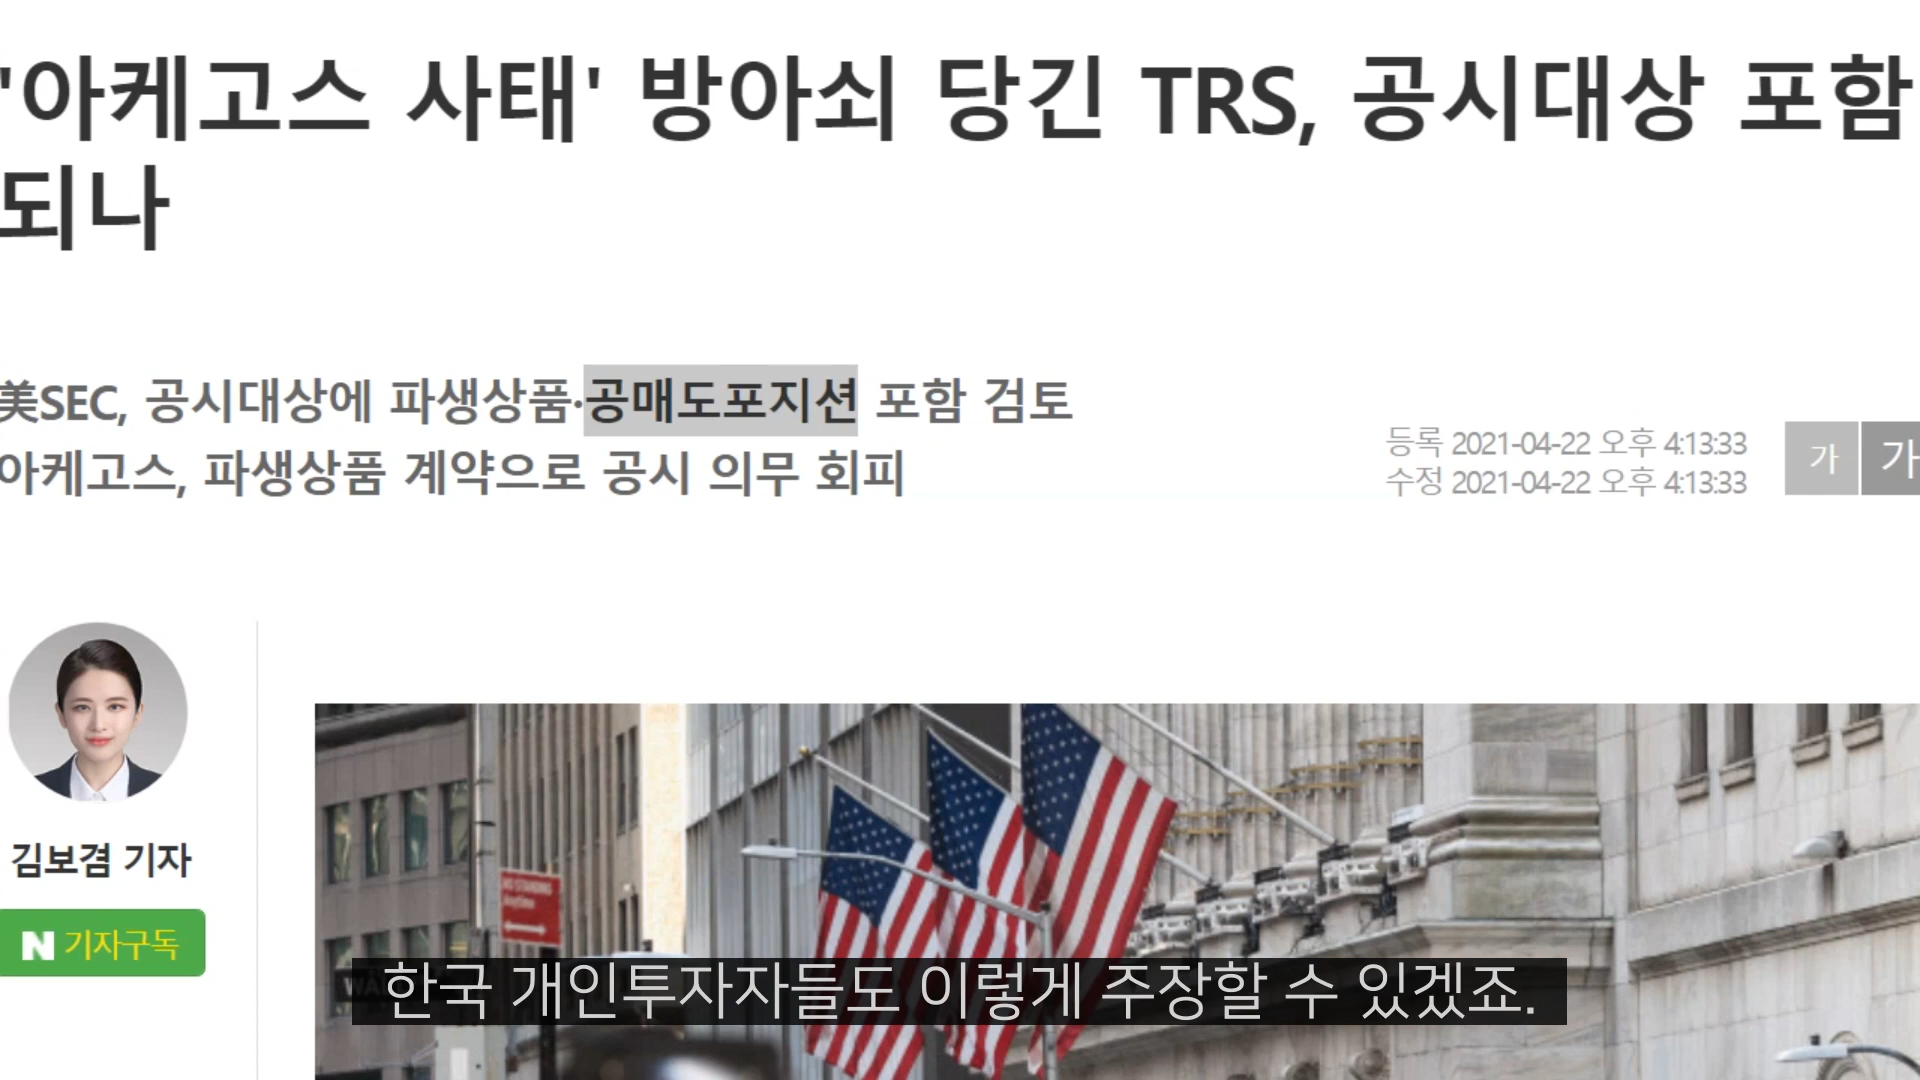 '아케고스 사태' 방아쇠 당긴 TRS, 공시대상 포함
되나
美SEC, 공시대상에 파생상품·공매도포지션 포함 검토
아케고스, 파생상품 계약으로 공시 의무 회피
등록 2021-04-22 오후 4:13:33
수정 2021-04-22 오후 4:13:33
가 가
김보겸 기자
N 기자구독
NO STANDING
Anytime
WA
한국 개인투자자들도 이렇게 주장할 수 있겠죠.